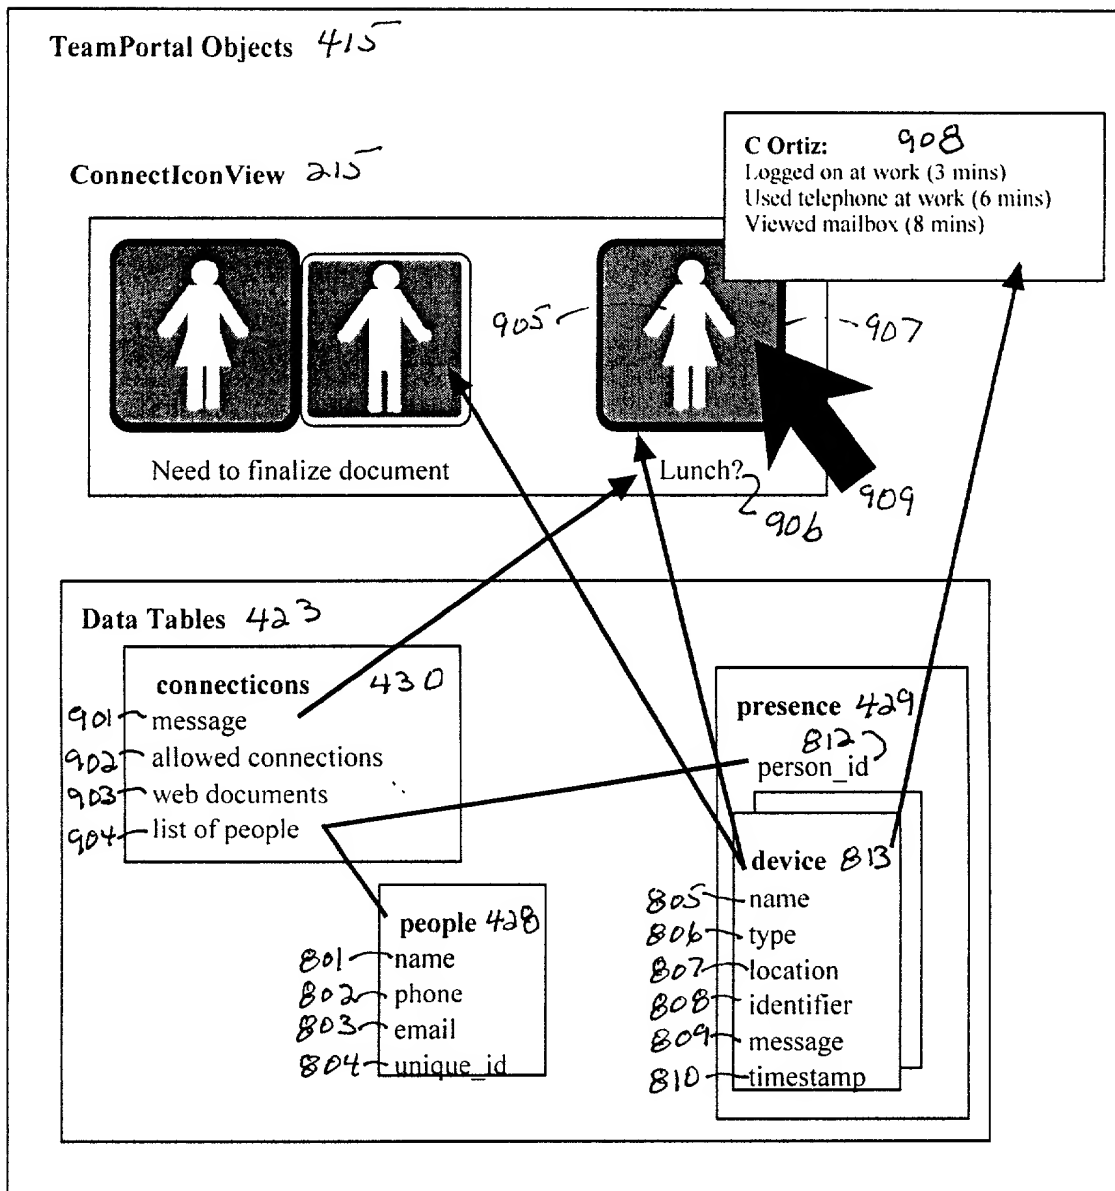 TeamPortal Objects 415
ConnectIconView 215
C Ortiz: 908
Logged on at work (3 mins)
Used telephone at work (6 mins)
Viewed mailbox (8 mins)
905
907
Need to finalize document
Lunch?
906
909
Data Tables 423
connecticons 430
901 message
902 allowed connections
903 web documents
904 list of people
people 428
801 name
802 phone
803 email
804 unique_id
presence 429
812
person_id
device 813
805 name
806 type
807 location
808 identifier
809 message
810 timestamp